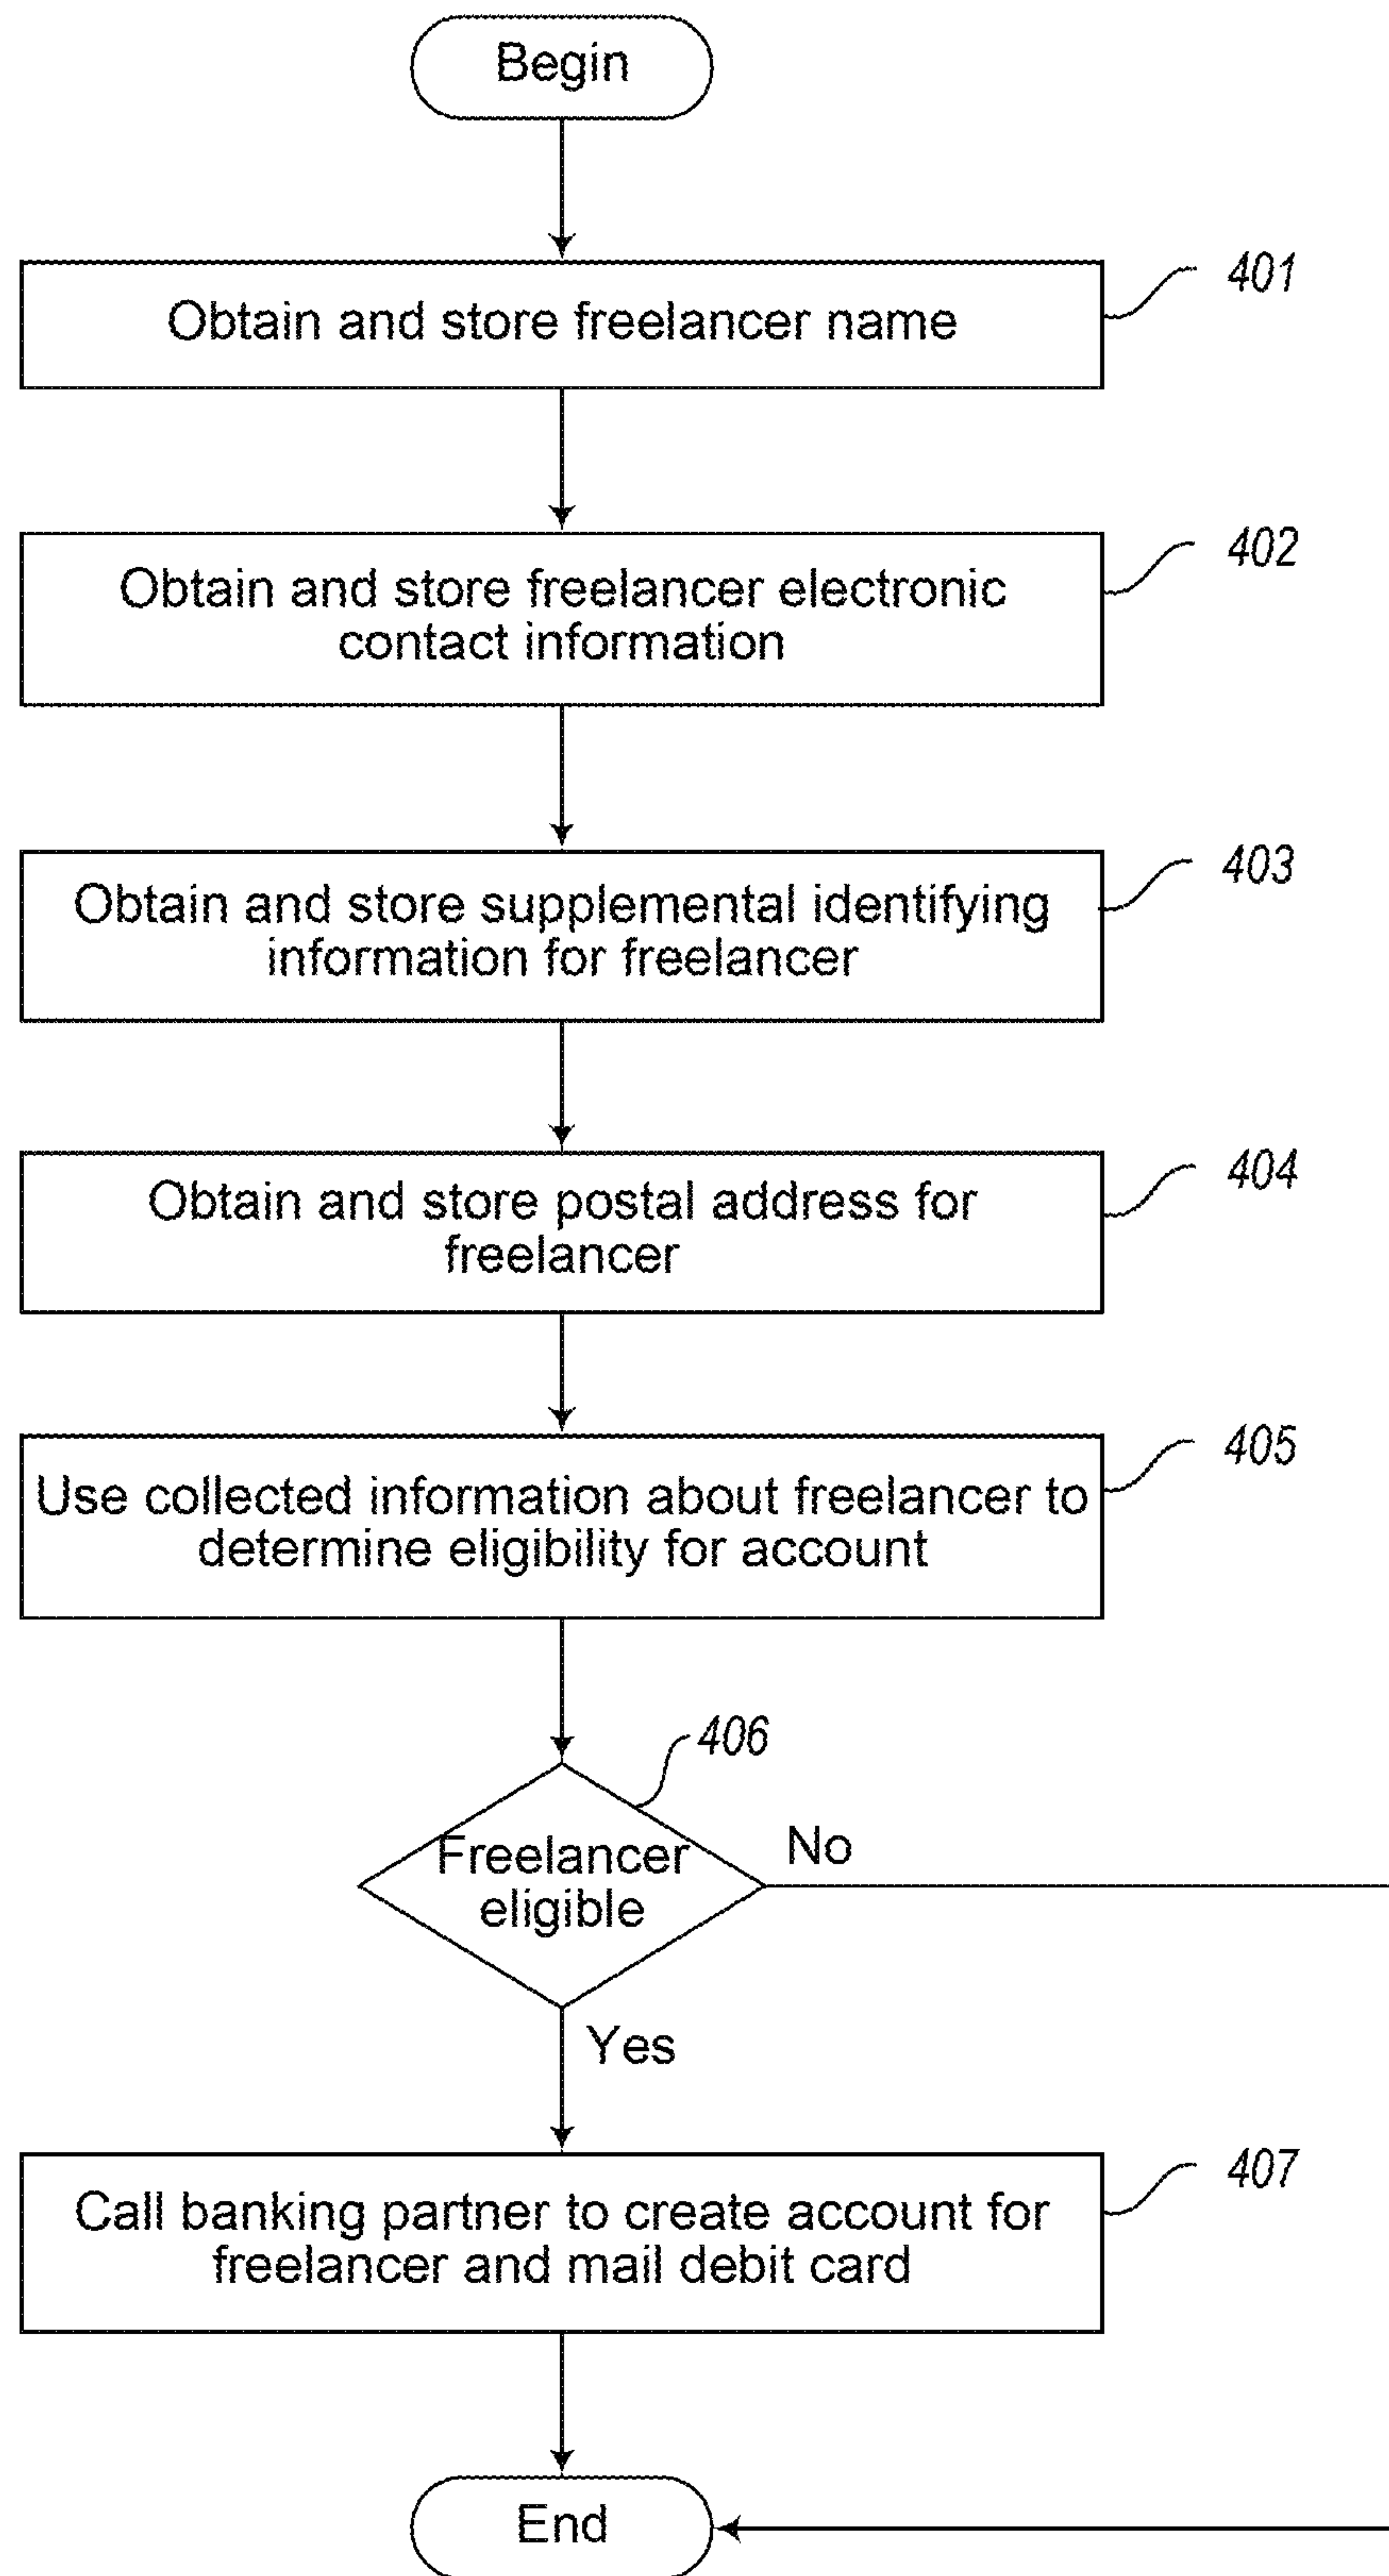 Begin
401
Obtain and store freelancer name
402
Obtain and store freelancer electronic
contact information
403
Obtain and store supplemental identifying
information for freelancer
404
Obtain and store postal address for
freelancer
405
Use collected information about freelancer to
determine eligibility for account
406
Freelancer
eligible
No
Yes
407
Call banking partner to create account for
freelancer and mail debit card
End